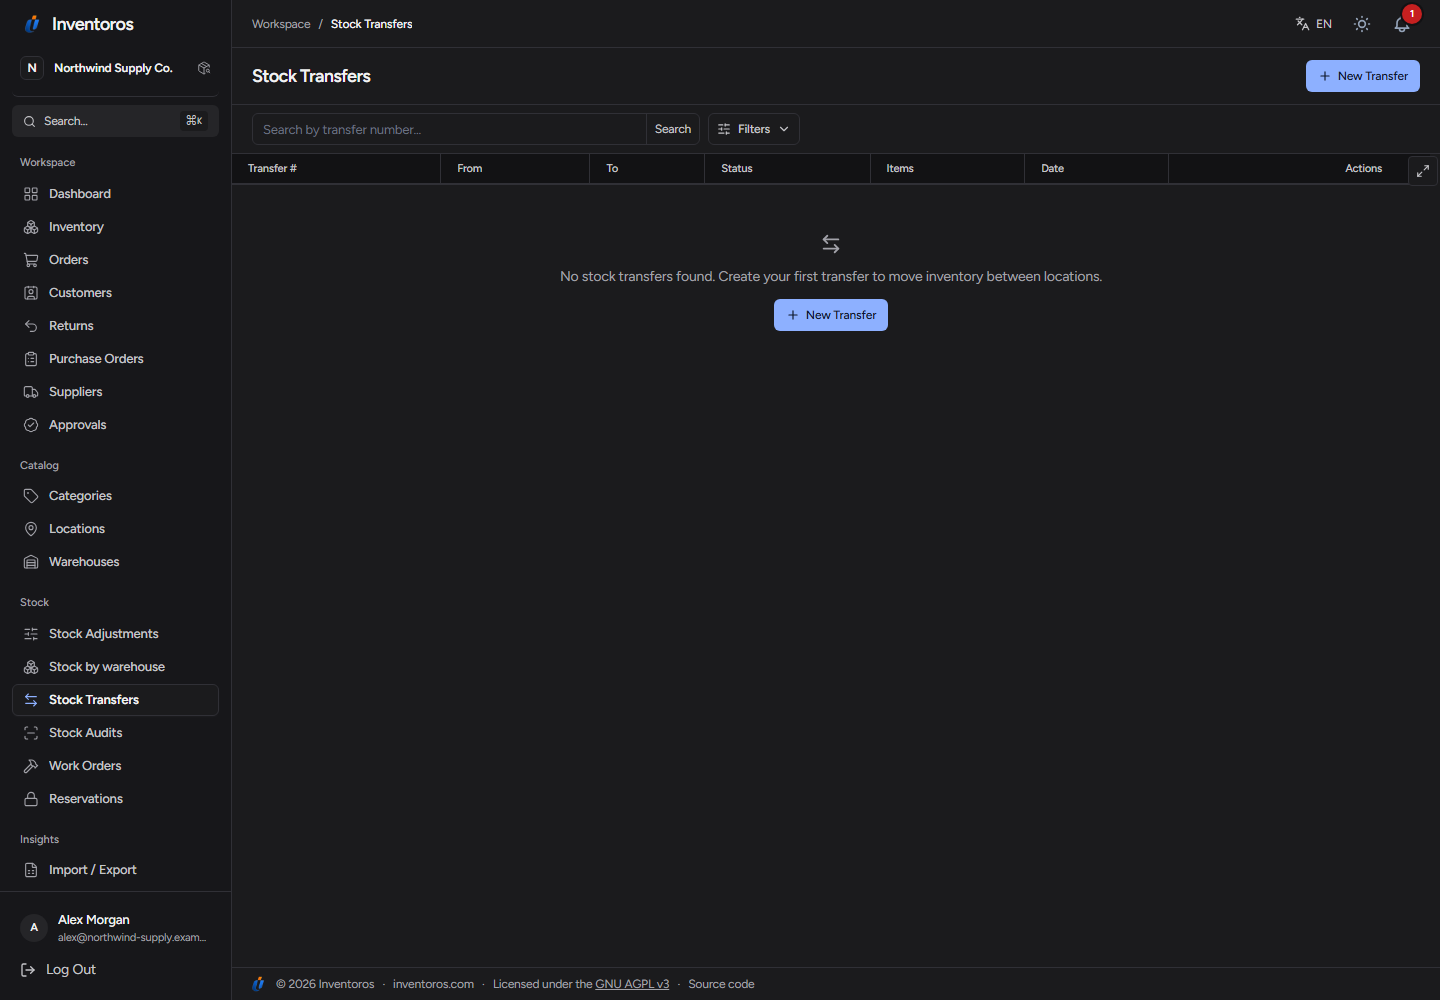 Inventoros
N Northwind Supply Co.
Search... ⌘K
Workspace
Dashboard
Inventory
Orders
Customers
Returns
Purchase Orders
Suppliers
Approvals
Catalog
Categories
Locations
Warehouses
Stock
Stock Adjustments
Stock by warehouse
Stock Transfers
Stock Audits
Work Orders
Reservations
Insights
Import / Export
A Alex Morgan
alex@northwind-supply.exam...
Log Out
Workspace / Stock Transfers
EN 1
Stock Transfers
New Transfer
Search by transfer number... Search Filters
Transfer # From To Status Items Date Actions
No stock transfers found. Create your first transfer to move inventory between locations.
New Transfer
© 2026 Inventoros · inventoros.com · Licensed under the GNU AGPL v3 · Source code